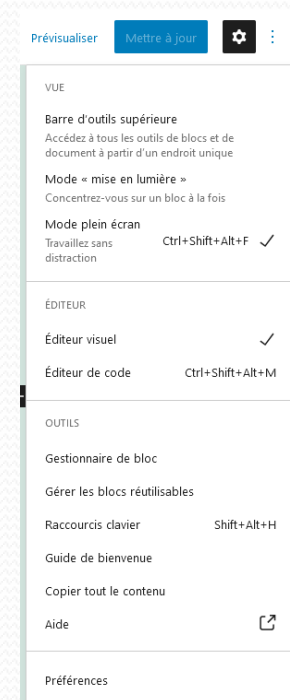 Prévisualiser Mettre à jour
VUE
Barre d'outils supérieure
Accédez à tous les outils de blocs et de
document à partir d'un endroit unique
Mode « mise en lumière »
Concentrez-vous sur un bloc à la fois
Mode plein écran
Travaillez sans
distraction
Ctrl+Shift+Alt+F
ÉDITEUR
Éditeur visuel
Éditeur de code Ctrl+Shift+Alt+M
OUTILS
Gestionnaire de bloc
Gérer les blocs réutilisables
Raccourcis clavier Shift+Alt+H
Guide de bienvenue
Copier tout le contenu
Aide
Préférences